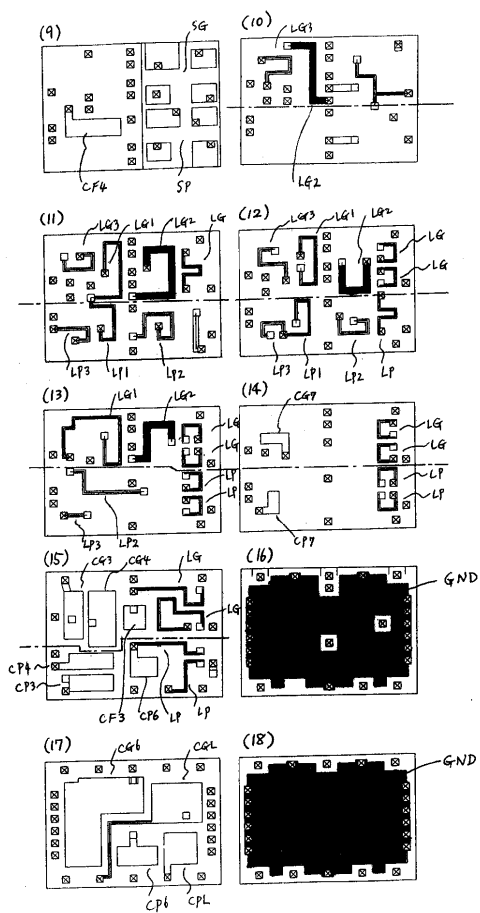 (9)
SG
CF4
SP
(10)
LG3
LG2
(11)
LG3
LG1
LG2
LG
LP3
LP1
LP2
(12)
LG3
LG1
LG2
LG
LG
LP3
LP1
LP2
LP
(13)
LG1
LG2
LG
LG
LP
LP
LP3
LP2
(14)
CG7
LG
LG
LP
LP
CP7
(15)
CG3
CG4
LG
LG
CP4
CP3
CF3
CP6
LP
LP
(16)
GND
(17)
CG6
CGL
CP6
CPL
(18)
GND